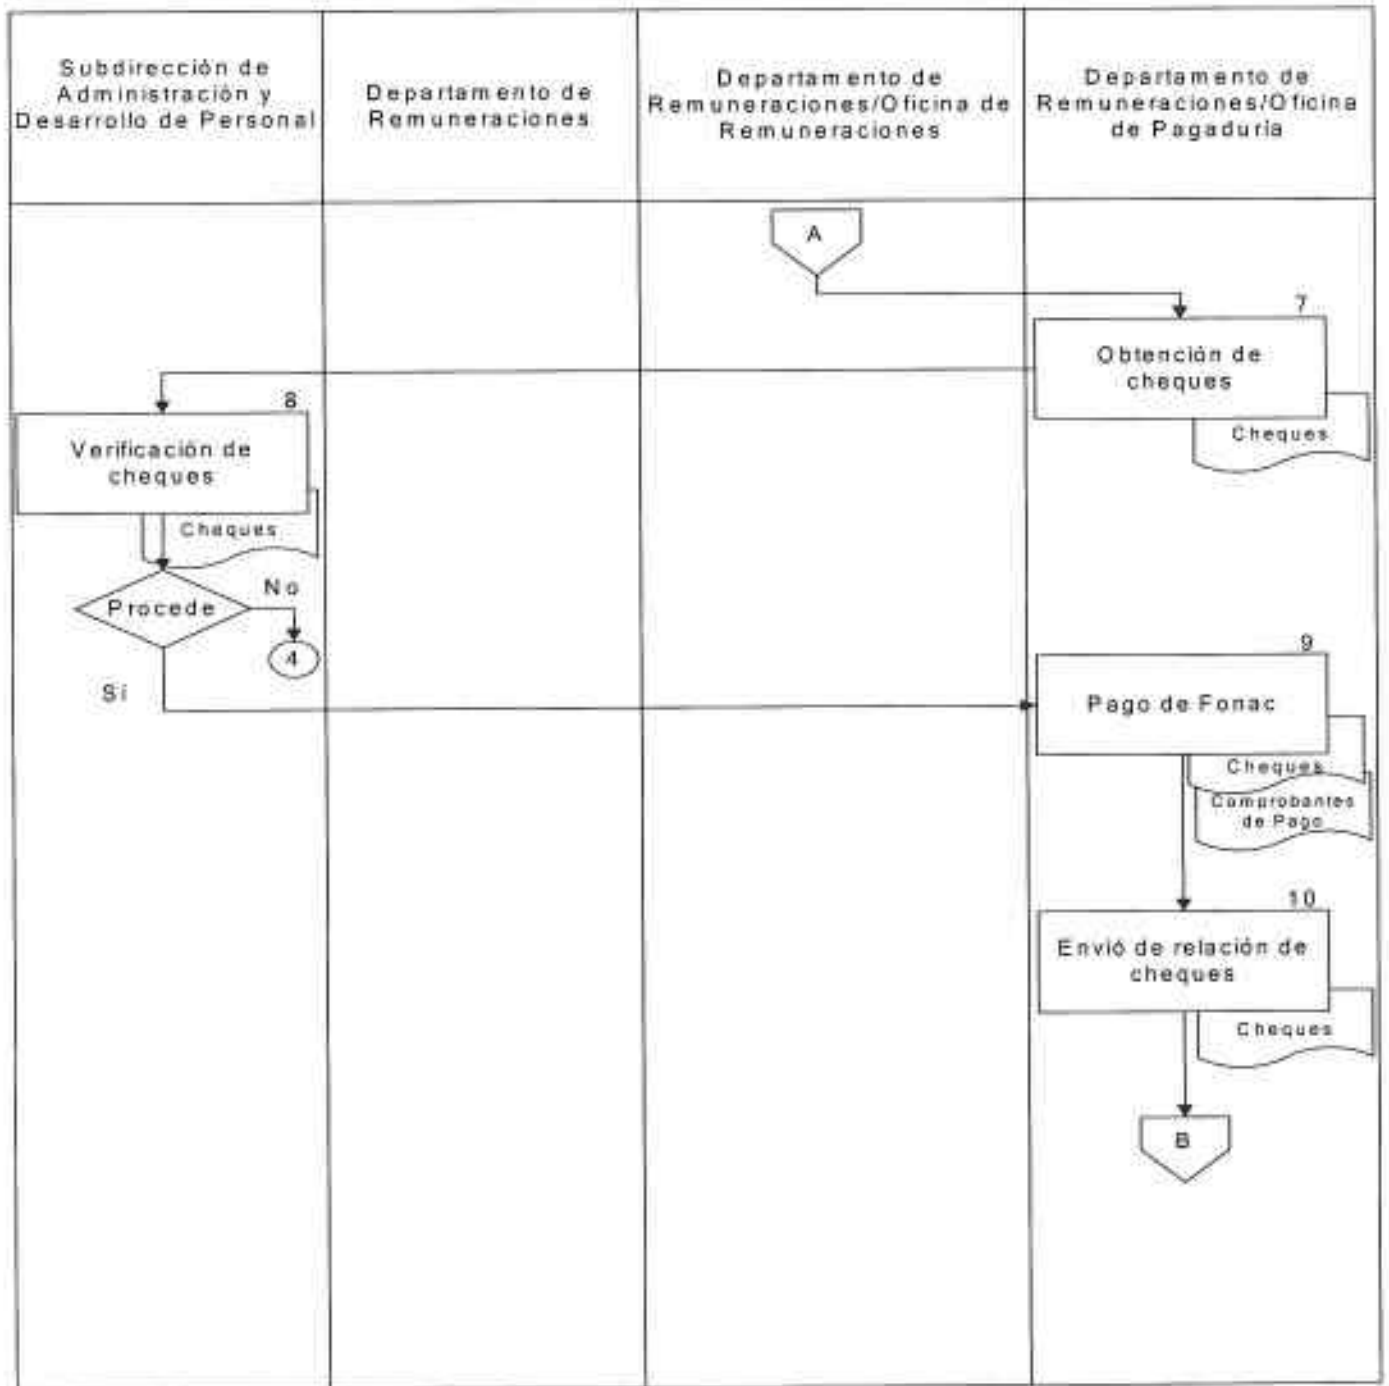 Subdirección de
Administración y
Desarrollo de Personal
Departamento de
Remuneraciones
Departamento de
Remuneraciones/Oficina de
Remuneraciones
Departamento de
Remuneraciones/Oficina
de Pagaduría
A
7
Obtención de
cheques
Cheques
8
Verificación de
cheques
Cheques
Procede
No
4
Sí
9
Pago de Fonac
Cheques
Comprobantes
de Pago
10
Envió de relación de
cheques
Cheques
B